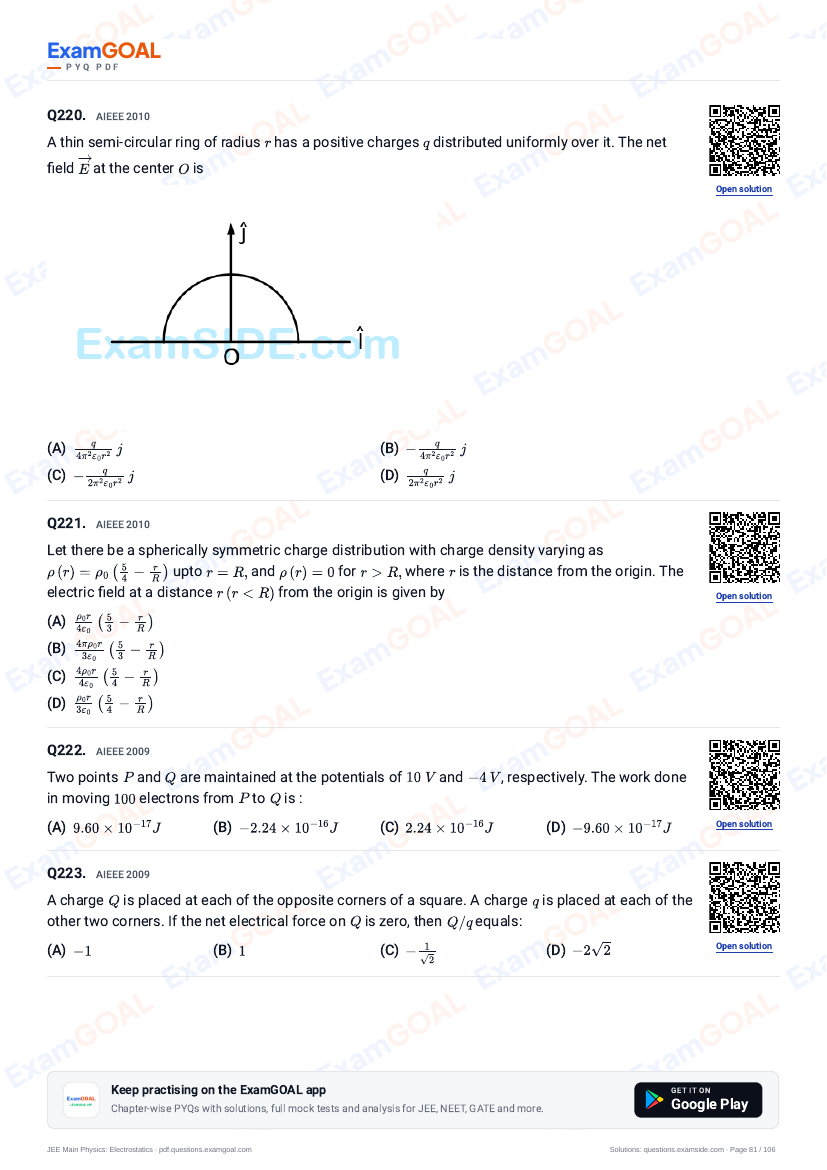 ExamGOAL
PYQ PDF
Q220. AIEEE 2010
A thin semi-circular ring of radius r has a positive charges q distributed uniformly over it. The net
field E⃗ at the center O is
Open solution
ĵ
î
ExamSIDE.com
O
(A) q/(4π²ε₀r²) j (B) −q/(4π²ε₀r²) j
(C) −q/(2π²ε₀r²) j (D) q/(2π²ε₀r²) j
Q221. AIEEE 2010
Let there be a spherically symmetric charge distribution with charge density varying as
ρ(r) = ρ₀(5/4 − r/R) upto r = R, and ρ(r) = 0 for r > R, where r is the distance from the origin. The
electric field at a distance r (r < R) from the origin is given by
Open solution
(A) ρ₀r/4ε₀ (5/3 − r/R)
(B) 4πρ₀r/3ε₀ (5/3 − r/R)
(C) 4ρ₀r/4ε₀ (5/4 − r/R)
(D) ρ₀r/3ε₀ (5/4 − r/R)
Q222. AIEEE 2009
Two points P and Q are maintained at the potentials of 10 V and −4 V, respectively. The work done
in moving 100 electrons from P to Q is :
(A) 9.60 × 10⁻¹⁷J (B) −2.24 × 10⁻¹⁶J (C) 2.24 × 10⁻¹⁶J (D) −9.60 × 10⁻¹⁷J
Open solution
Q223. AIEEE 2009
A charge Q is placed at each of the opposite corners of a square. A charge q is placed at each of the
other two corners. If the net electrical force on Q is zero, then Q/q equals:
(A) −1 (B) 1 (C) −1/√2 (D) −2√2
Open solution
Keep practising on the ExamGOAL app
Chapter-wise PYQs with solutions, full mock tests and analysis for JEE, NEET, GATE and more.
GET IT ON
Google Play
JEE Main Physics: Electrostatics · pdf.questions.examgoal.com Solutions: questions.examside.com · Page 81 / 106